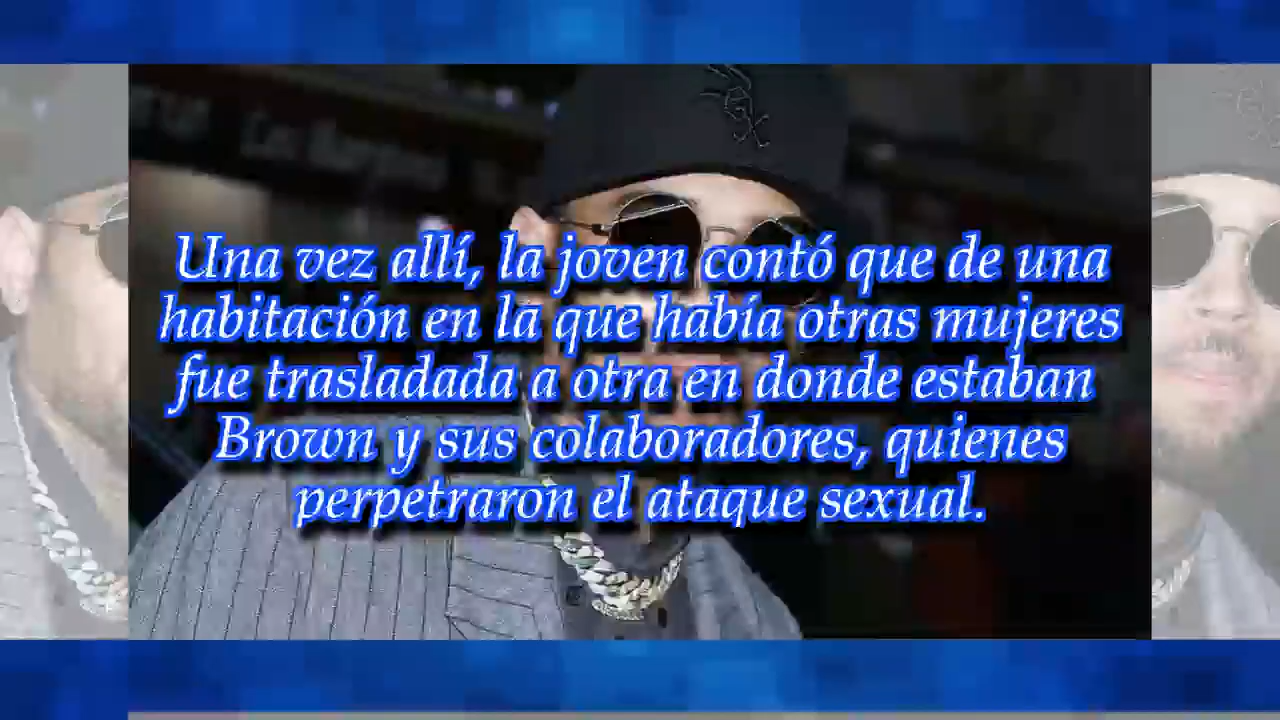 Una vez allí, la joven contó que de una
habitación en la que había otras mujeres
fue trasladada a otra en donde estaban
Brown y sus colaboradores, quienes
perpetraron el ataque sexual.